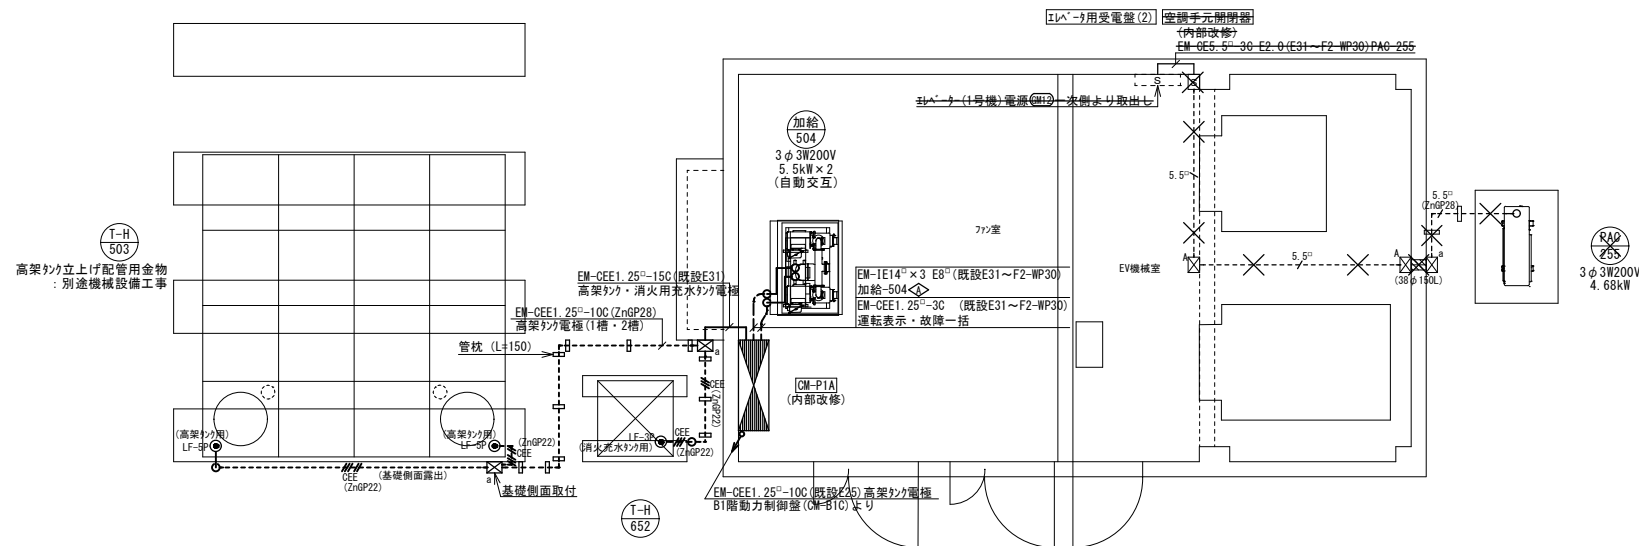 エレベータ用受電盤(2)
空調手元開閉器
(内部改修)
EM-CE5.5□-3C E2.0(E31～F2-WP30)PAC-255
エレベーター(1号機)電源GM12一次側より取出し
加給
504
3φ3W200V
5.5kW×2
(自動交互)
T-H
503
高架タンク立上げ配管用金物
：別途機械設備工事
ファン室
EV機械室
5.5□
5.5□
5.5□
(ZnGP28)
A
A
a
(38φ150L)
PAC
255
3φ3W200V
4.68kW
EM-CEE1.25□-15C(既設E31)
高架タンク・消火用充水タンク電極
EM-CEE1.25□-10C(ZnGP28)
高架タンク電極(1槽・2槽)
管枕 (L=150)
EM-IE14□×3 E8□(既設E31～F2-WP30)
加給-504 A
EM-CEE1.25□-3C (既設E31～F2-WP30)
運転表示・故障一括
a
CEE
(ZnGP22)
CM-P1A
(内部改修)
(高架タンク用)
LF-5P
(高架タンク用)
LF-5P
(ZnGP22)
CEE
CEE
(ZnGP22)
(基礎側面露出)
a
基礎側面取付
LF-3P
(消火充水タンク用)
CEE
(ZnGP22)
T-H
652
EM-CEE1.25□-10C(既設E25)高架タンク電極
B1階動力制御盤(CM-B1C)より
S